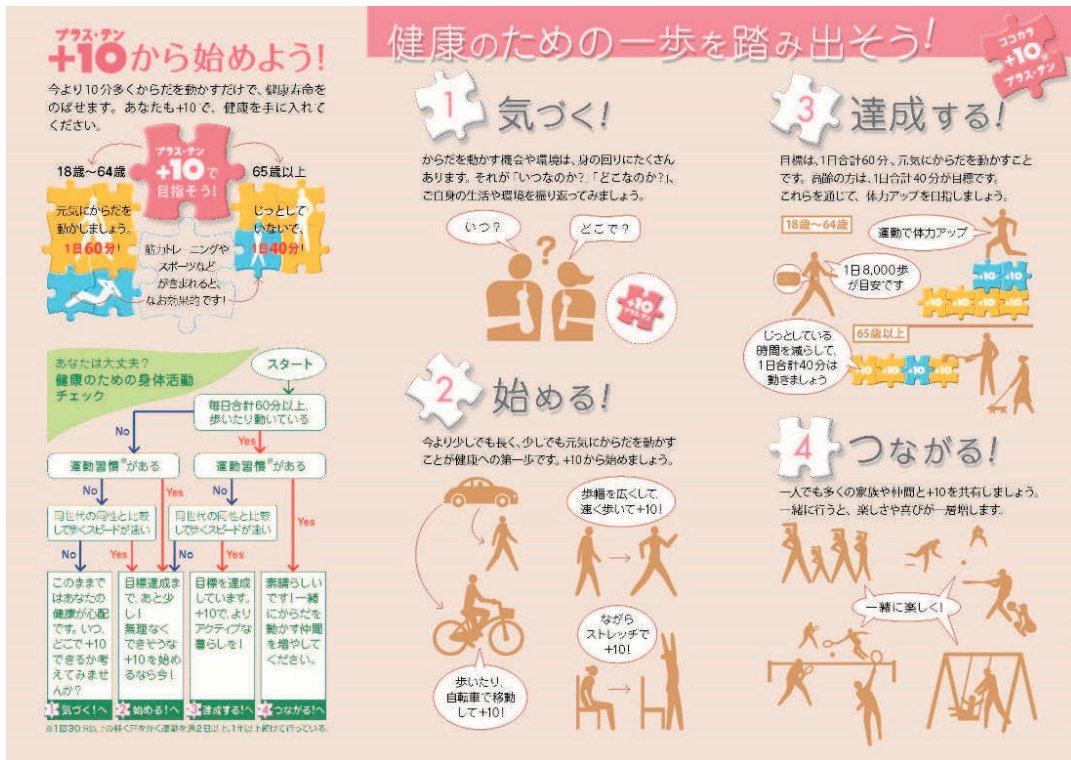 プラス・テン
+10から始めよう!
今より10分多くからだを動かすだけで、健康寿命を
のばせます。あなたも+10で、健康を手に入れて
ください。
プラス・テン
+10で
目指そう!
18歳~64歳
元気にからだを
動かしましょう。
1日60分!
65歳以上
じっとして
いないで、
1日40分!
筋力トレーニングや
スポーツなど
が含まれると、
なお効果的です!
あなたは大丈夫?
健康のための身体活動
チェック
スタート
毎日合計60分以上、
歩いたり動いている
No
Yes
運動習慣※がある
運動習慣※がある
No
Yes
No
Yes
同世代の同性と比較
して歩くスピードが速い
同世代の同性と比較
して歩くスピードが速い
No
Yes
No
Yes
このままで
はあなたの
健康が心配
です。いつ、
どこで+10
できるか考
えてみませ
んか?
1 気づく!へ
目標達成ま
で、あと少
し!
無理なく
できそうな
+10を始め
るなら今!
2 始める!へ
目標を達成
しています。
+10で、より
アクティブな
暮らしを!
3 達成する!へ
素晴らしい
です!一緒
にからだを
動かす仲間
を増やして
ください。
4 つながる!へ
※1回30分以上の軽く汗をかく運動を週2日以上、1年以上続けて行っている。
健康のための一歩を踏み出そう!
ココカラ
+10
プラス・テン
1 気づく!
からだを動かす機会や環境は、身の回りにたくさん
あります。それが「いつなのか?」「どこなのか?」、
ご自身の生活や環境を振り返ってみましょう。
いつ?
どこで?
?
+10
プラス・テン
2 始める!
今より少しでも長く、少しでも元気にからだを動かす
ことが健康への第一歩です。+10から始めましょう。
歩幅を広くして、
速く歩いて+10!
ながら
ストレッチで
+10!
歩いたり、
自転車で移動
して+10!
3 達成する!
目標は、1日合計60分、元気にからだを動かすこと
です。高齢の方は、1日合計40分が目標です。
これらを通じて、体力アップを目指しましょう。
18歳~64歳
運動で体力アップ
1日8,000歩
が目安です
+10 +10
+10 +10 +10 +10
65歳以上
じっとしている
時間を減らして、
1日合計40分は
動きましょう
+10 +10 +10 +10
4 つながる!
一人でも多くの家族や仲間と+10を共有しましょう。
一緒に行うと、楽しさや喜びが一層増します。
一緒に楽しく!